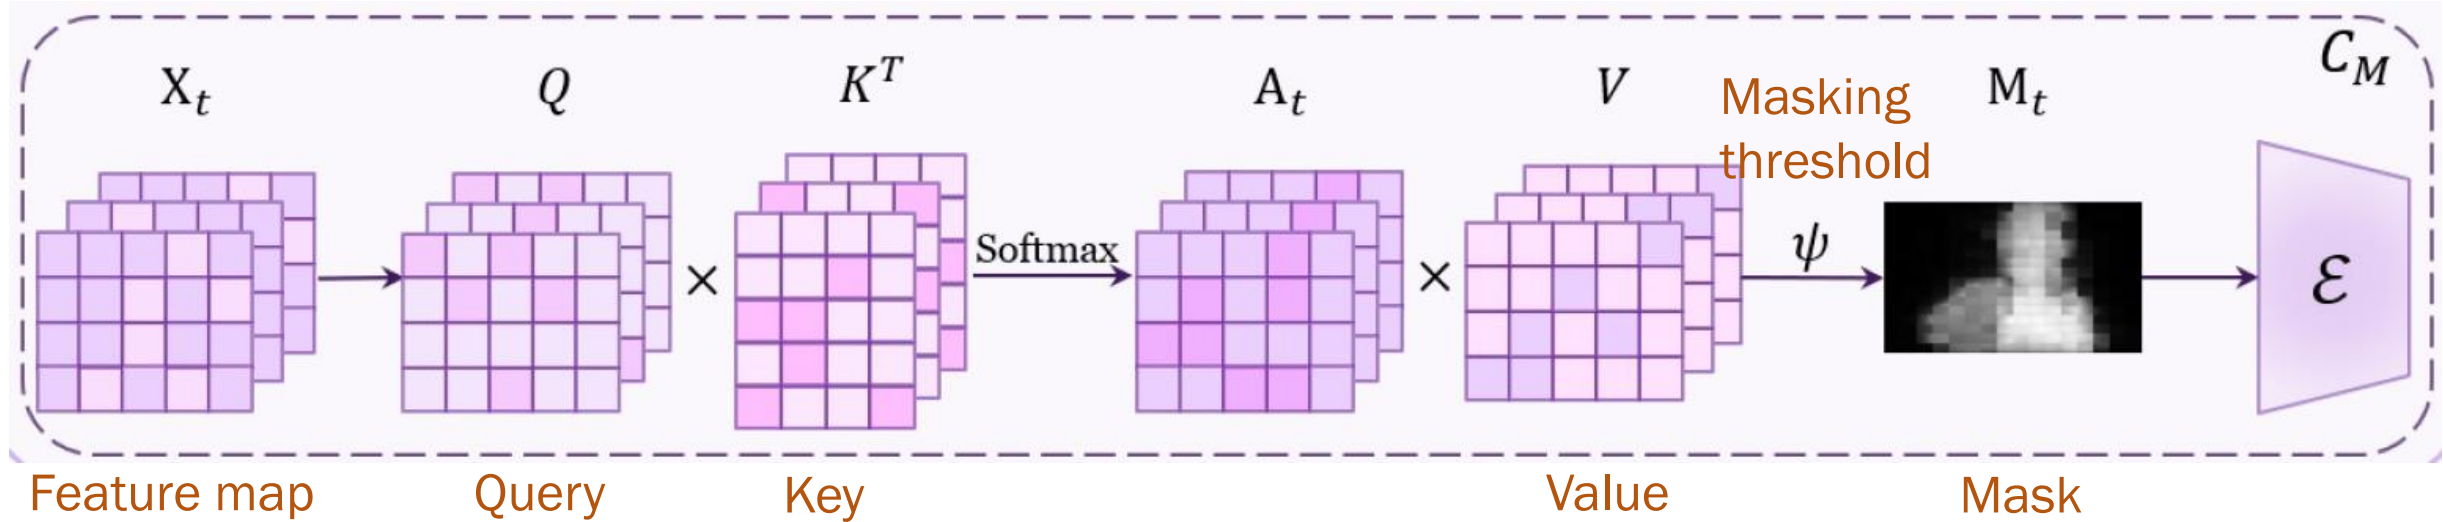 X_t
Q
K^T
A_t
V
Masking
threshold
M_t
C_M
×
Softmax
×
ψ
ℰ
Feature map
Query
Key
Value
Mask